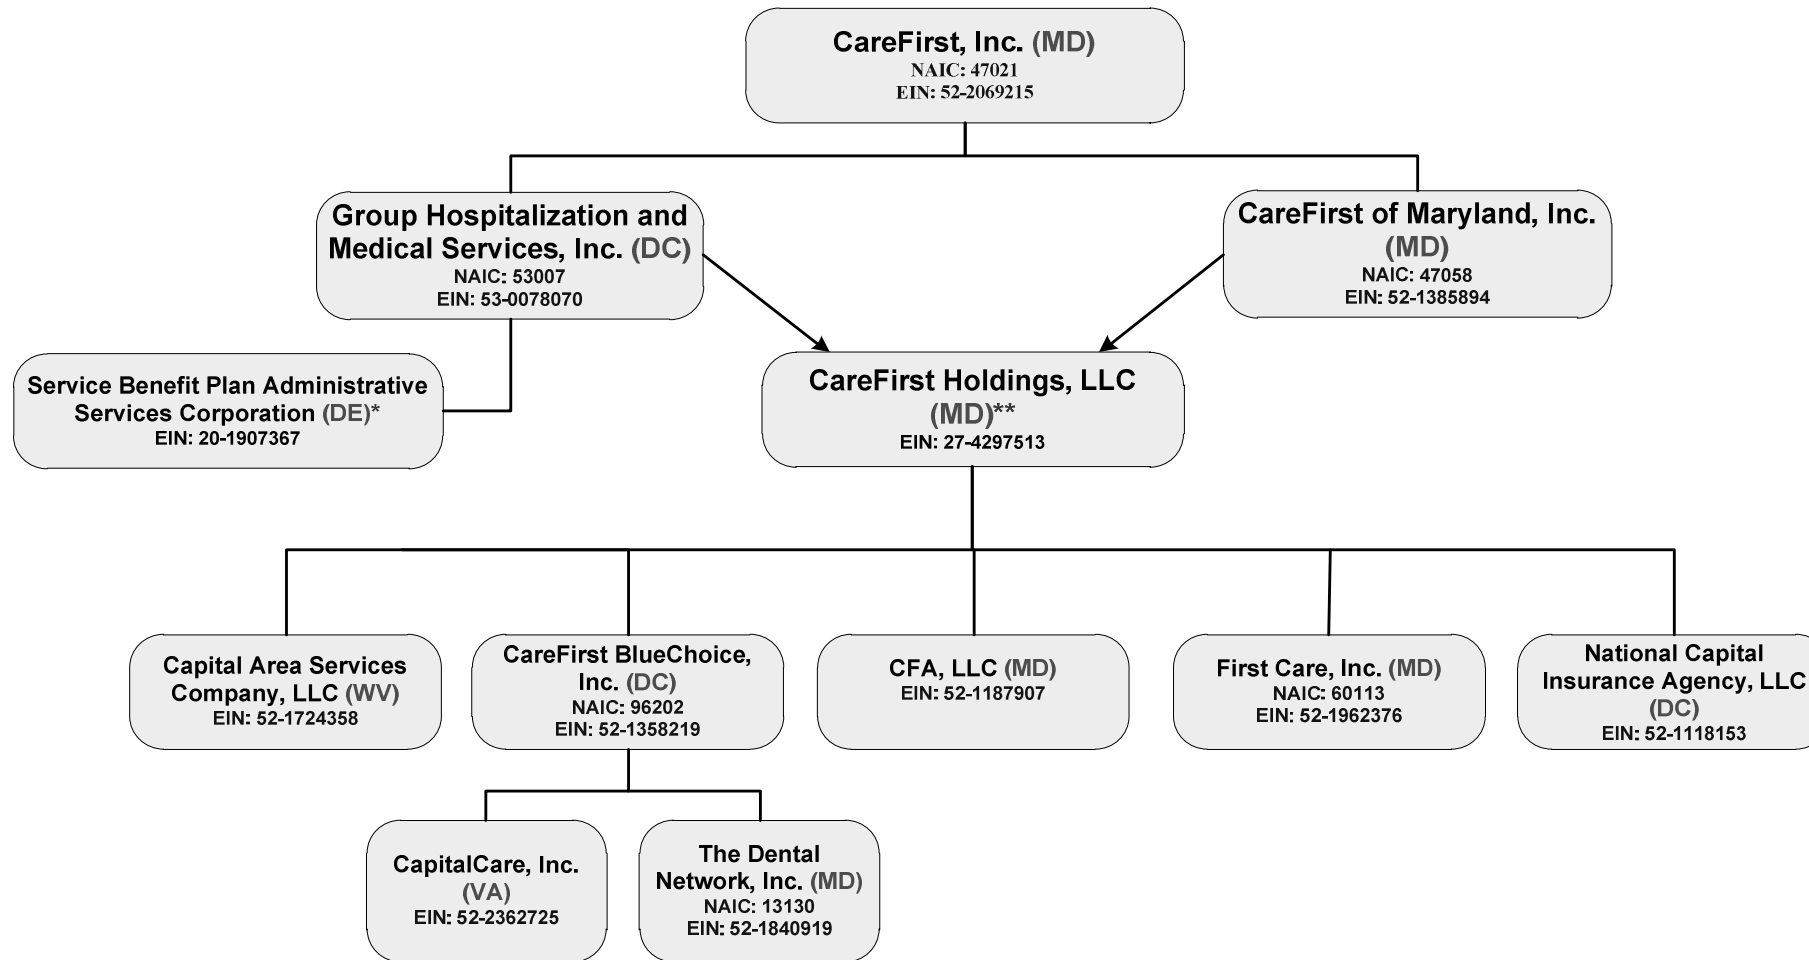 CareFirst, Inc. (MD)
NAIC: 47021
EIN: 52-2069215
Group Hospitalization and
Medical Services, Inc. (DC)
NAIC: 53007
EIN: 53-0078070
CareFirst of Maryland, Inc.
(MD)
NAIC: 47058
EIN: 52-1385894
Service Benefit Plan Administrative
Services Corporation (DE)*
EIN: 20-1907367
CareFirst Holdings, LLC
(MD)**
EIN: 27-4297513
Capital Area Services
Company, LLC (WV)
EIN: 52-1724358
CareFirst BlueChoice,
Inc. (DC)
NAIC: 96202
EIN: 52-1358219
CFA, LLC (MD)
EIN: 52-1187907
First Care, Inc. (MD)
NAIC: 60113
EIN: 52-1962376
National Capital
Insurance Agency, LLC
(DC)
EIN: 52-1118153
CapitalCare, Inc.
(VA)
EIN: 52-2362725
The Dental
Network, Inc. (MD)
NAIC: 13130
EIN: 52-1840919